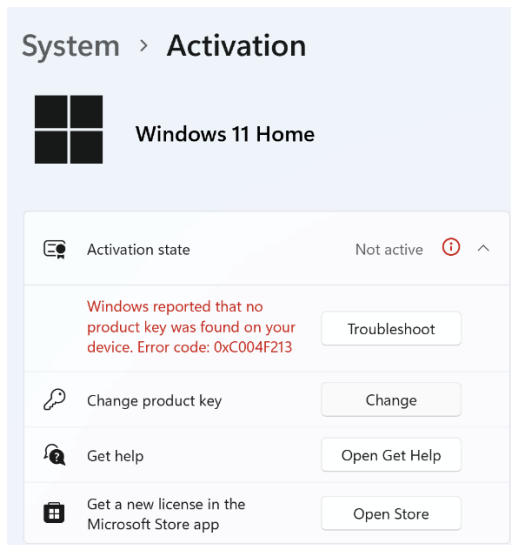 System > Activation
Windows 11 Home
Activation state
Not active
Windows reported that no
product key was found on your
device. Error code: 0xC004F213
Troubleshoot
Change product key
Change
Get help
Open Get Help
Get a new license in the
Microsoft Store app
Open Store